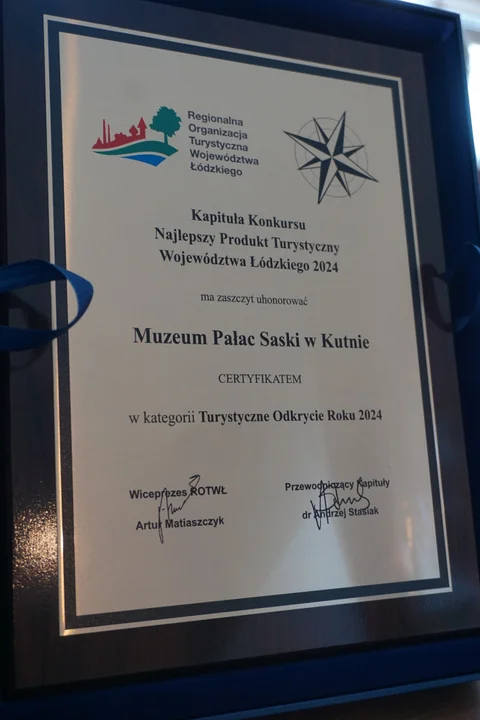 Regionalna
Organizacja
Turystyczna
Województwa
Łódzkiego
Kapituła Konkursu
Najlepszy Produkt Turystyczny
Województwa Łódzkiego 2024
ma zaszczyt uhonorować
Muzeum Pałac Saski w Kutnie
CERTYFIKATEM
w kategorii Turystyczne Odkrycie Roku 2024
Wiceprezes ROTWŁ
Artur Matiaszczyk
Przewodniczący Kapituły
dr Andrzej Stasiak